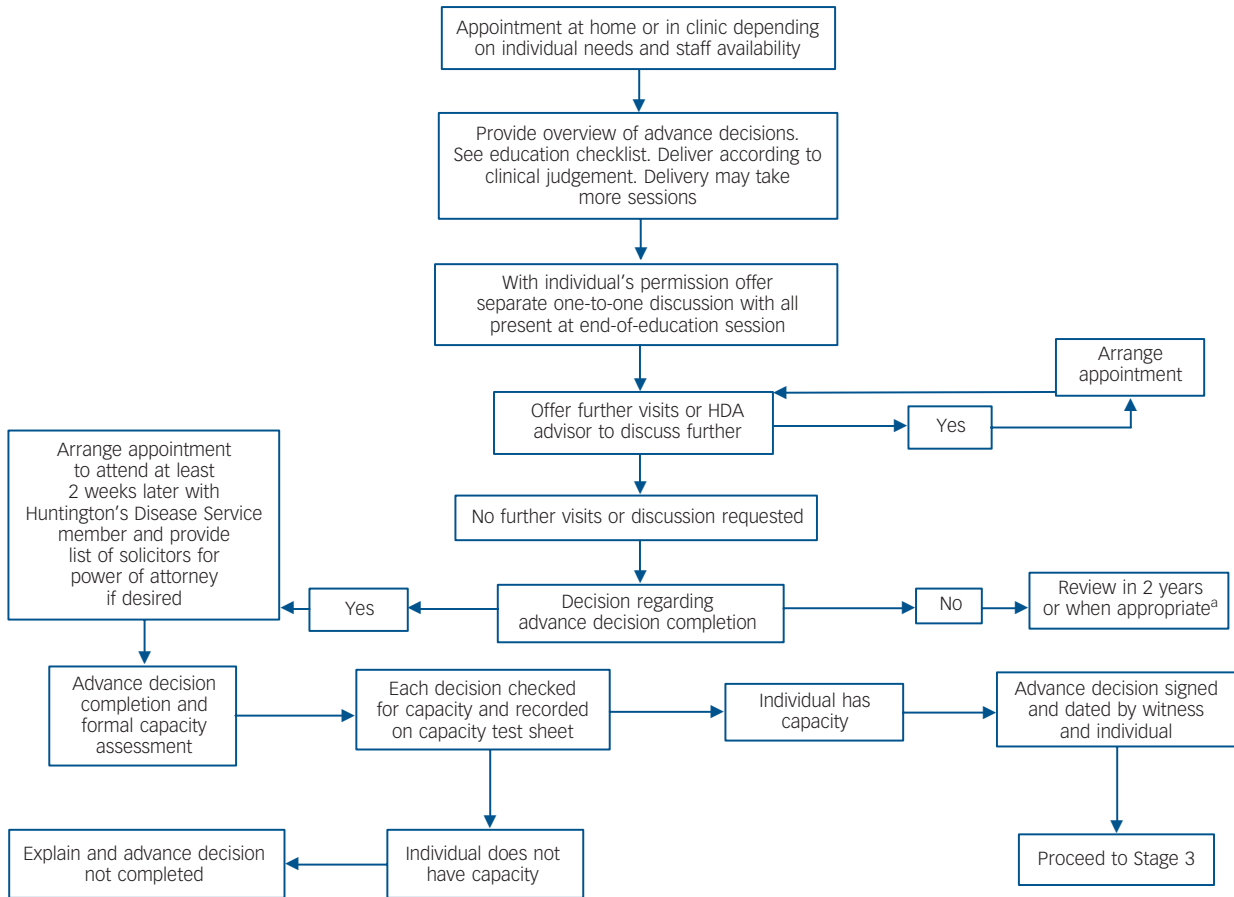 Appointment at home or in clinic depending
on individual needs and staff availability
Provide overview of advance decisions.
See education checklist. Deliver according to
clinical judgement. Delivery may take
more sessions
With individual’s permission offer
separate one-to-one discussion with all
present at end-of-education session
Arrange
appointment
Offer further visits or HDA
advisor to discuss further
Yes
Arrange appointment
to attend at least
2 weeks later with
Huntington’s Disease Service
member and provide
list of solicitors for
power of attorney
if desired
No further visits or discussion requested
Yes
Decision regarding
advance decision completion
No
Review in 2 years
or when appropriateᵃ
Advance decision
completion and
formal capacity
assessment
Each decision checked
for capacity and recorded
on capacity test sheet
Individual has
capacity
Advance decision signed
and dated by witness
and individual
Explain and advance decision
not completed
Individual does not
have capacity
Proceed to Stage 3